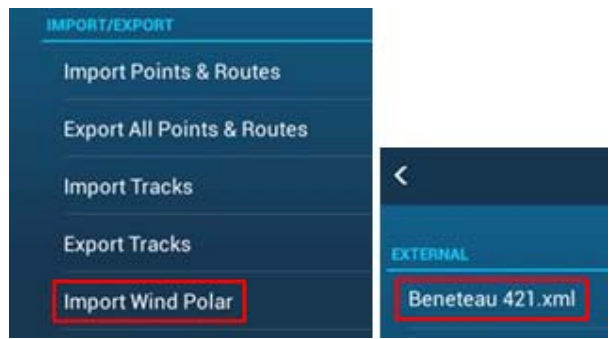 IMPORT/EXPORT
Import Points & Routes
Export All Points & Routes
Import Tracks
Export Tracks
Import Wind Polar
<
EXTERNAL
Beneteau 421.xml